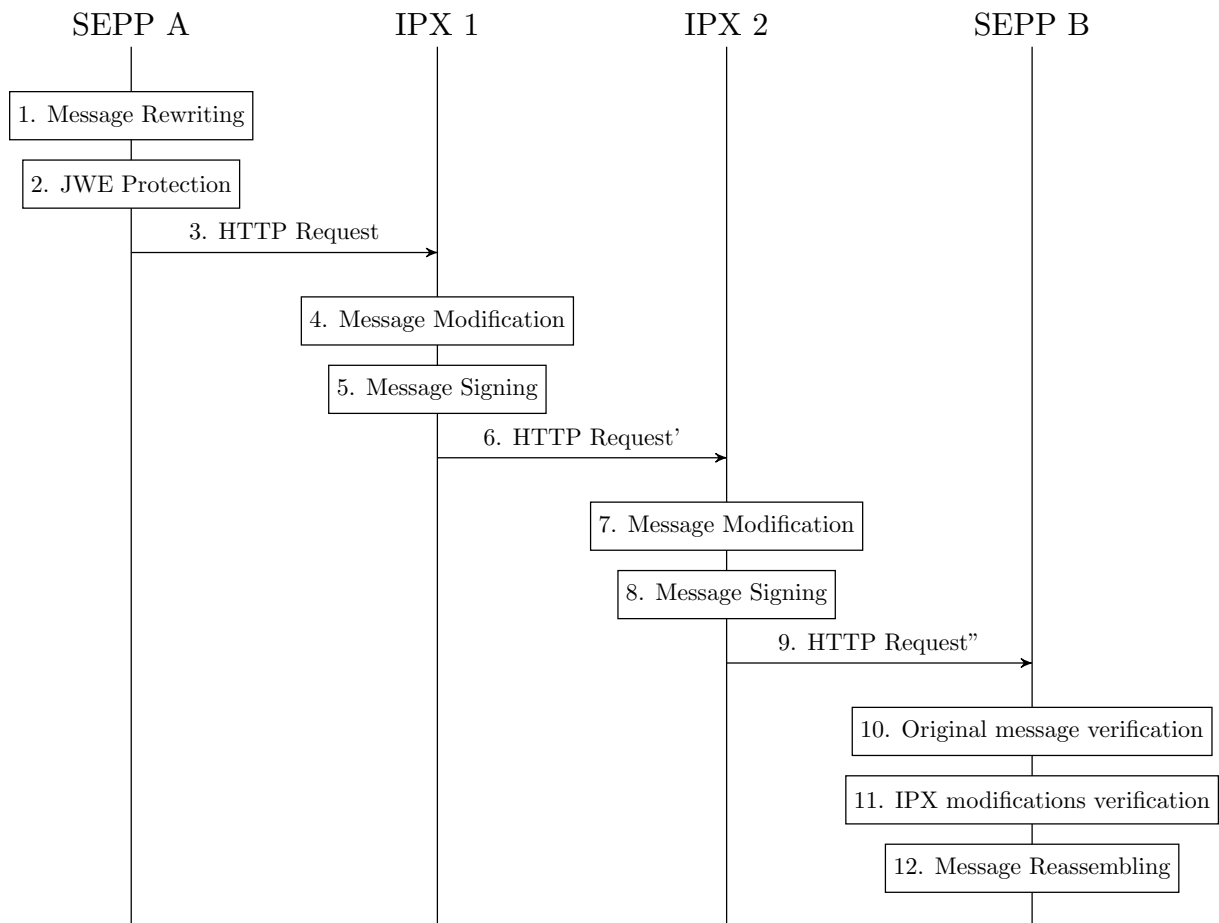 SEPP A
IPX 1
IPX 2
SEPP B
1. Message Rewriting
2. JWE Protection
3. HTTP Request
4. Message Modification
5. Message Signing
6. HTTP Request’
7. Message Modification
8. Message Signing
9. HTTP Request”
10. Original message verification
11. IPX modifications verification
12. Message Reassembling